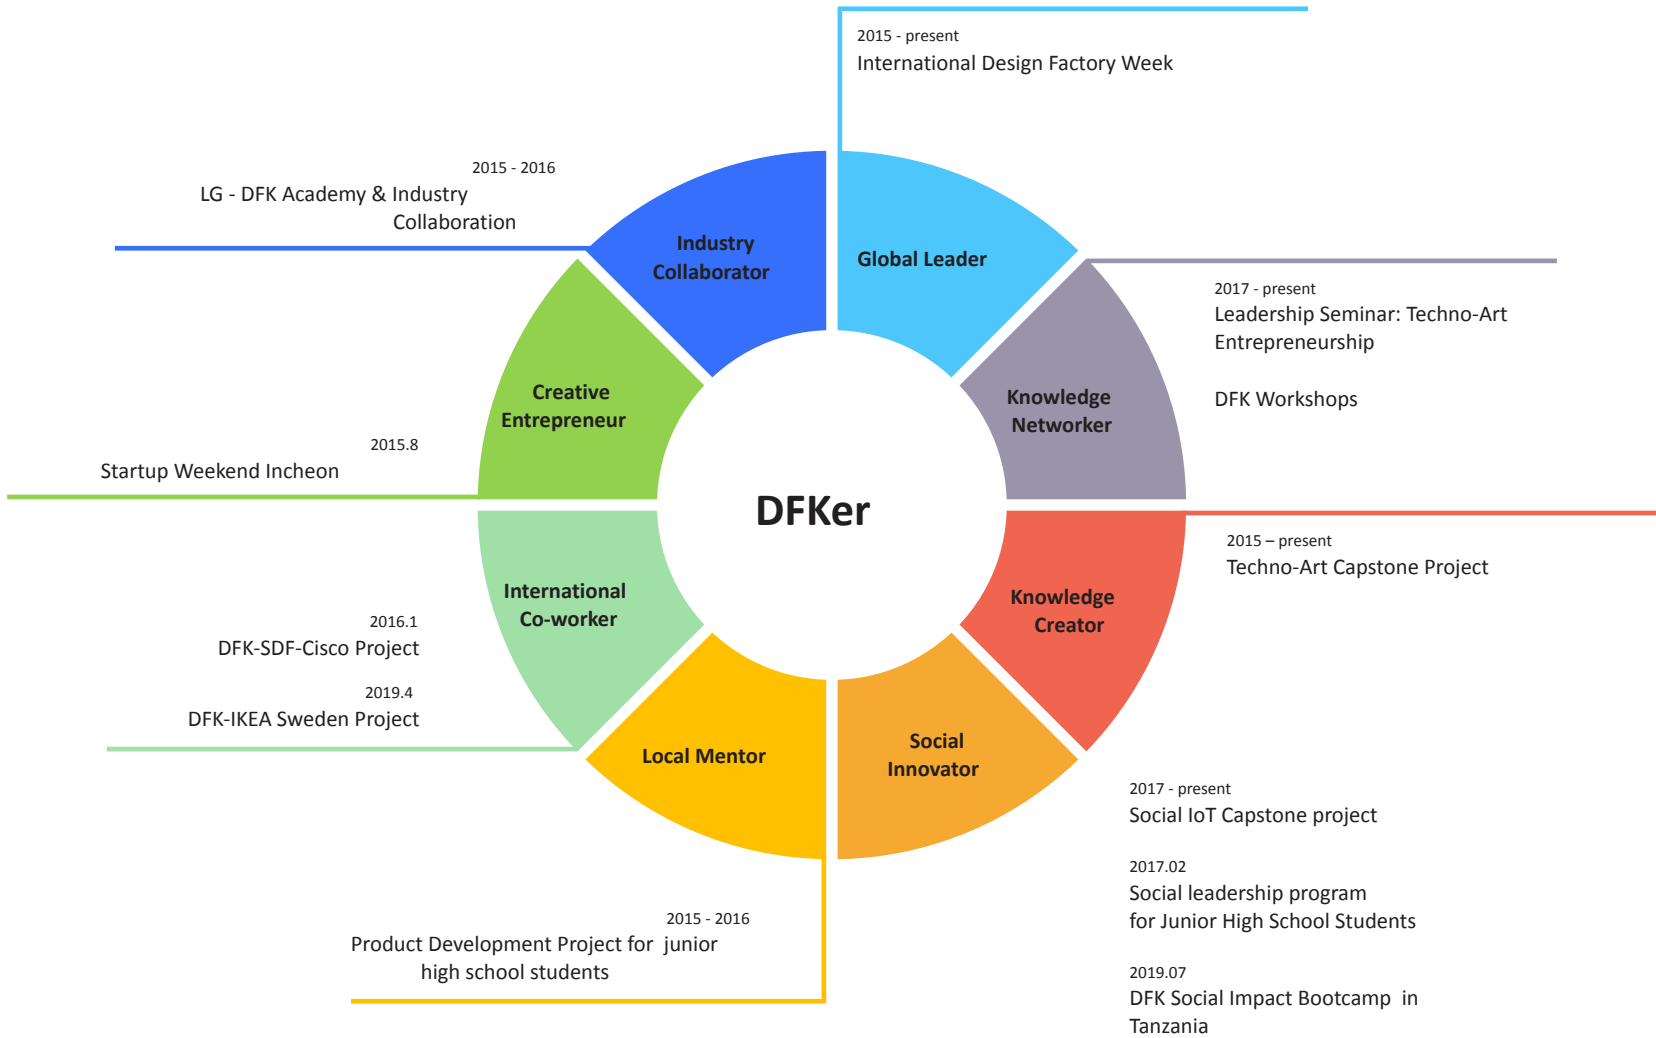 2015 - present
International Design Factory Week
2015 - 2016
LG - DFK Academy & Industry
Collaboration
Industry
Collaborator
Global Leader
2017 - present
Leadership Seminar: Techno-Art
Entrepreneurship
DFK Workshops
Creative
Entrepreneur
Knowledge
Networker
2015.8
Startup Weekend Incheon
DFKer
2015 – present
Techno-Art Capstone Project
International
Co-worker
Knowledge
Creator
2016.1
DFK-SDF-Cisco Project
2019.4
DFK-IKEA Sweden Project
Local Mentor
Social
Innovator
2017 - present
Social IoT Capstone project
2017.02
Social leadership program
for Junior High School Students
2015 - 2016
Product Development Project for junior
high school students
2019.07
DFK Social Impact Bootcamp in
Tanzania